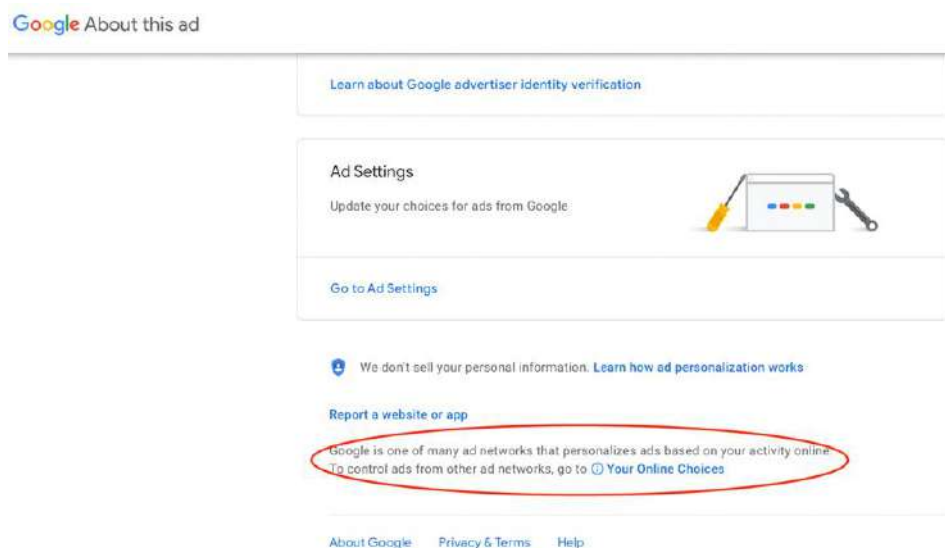 Google About this ad
Learn about Google advertiser identity verification
Ad Settings
Update your choices for ads from Google
Go to Ad Settings
We don't sell your personal information. Learn how ad personalization works
Report a website or app
Google is one of many ad networks that personalizes ads based on your activity online
To control ads from other ad networks, go to ⓘ Your Online Choices
About Google Privacy & Terms Help